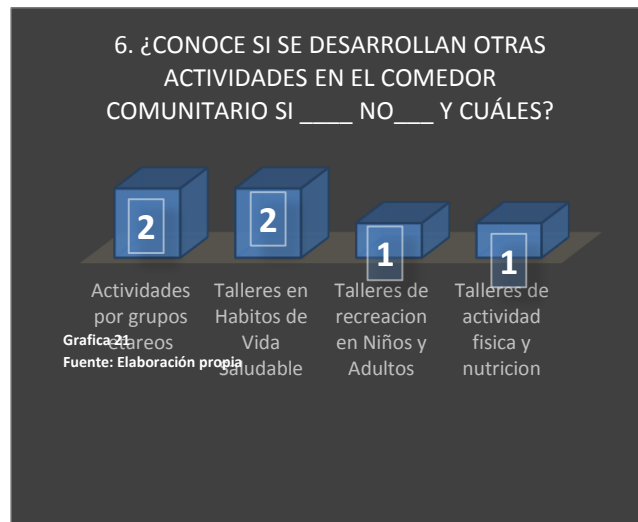 6. ¿CONOCE SI SE DESARROLLAN OTRAS
ACTIVIDADES EN EL COMEDOR
COMUNITARIO SI ____ NO___ Y CUÁLES?
2
2
1
1
Actividades
por grupos
etareos
Talleres en
Habitos de
Vida
Saludable
Talleres de
recreacion
en Niños y
Adultos
Talleres de
actividad
fisica y
nutricion
Grafica 21
Fuente: Elaboración propia